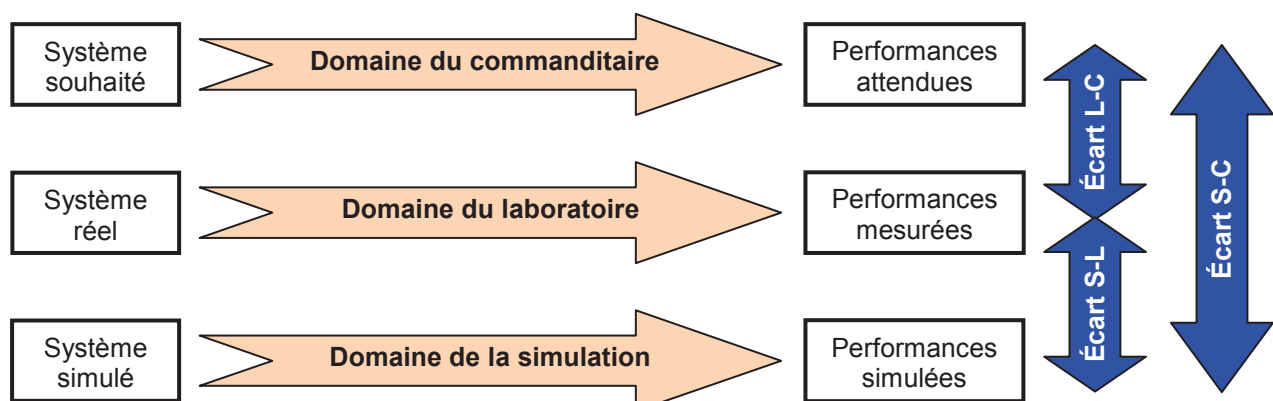 Système
souhaité
Domaine du commanditaire
Performances
attendues
Écart L-C
Écart S-C
Système
réel
Domaine du laboratoire
Performances
mesurées
Écart S-L
Système
simulé
Domaine de la simulation
Performances
simulées